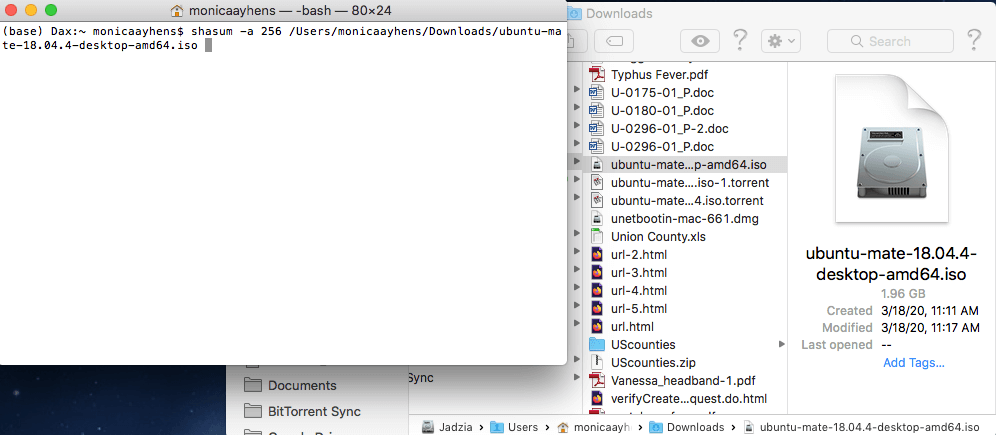 monicaayhens — -bash — 80×24
(base) Dax:~ monicaayhens$ shasum -a 256 /Users/monicaayhens/Downloads/ubuntu-ma
te-18.04.4-desktop-amd64.iso
Downloads
Search
Typhus Fever.pdf
U-0175-01_P.doc
U-0180-01_P.doc
U-0296-01_P-2.doc
U-0296-01_P.doc
ubuntu-mate...p-amd64.iso
ubuntu-mate....iso-1.torrent
ubuntu-mate...4.iso.torrent
unetbootin-mac-661.dmg
Union County.xls
url-2.html
url-3.html
url-4.html
url-5.html
url.html
UScounties
UScounties.zip
Vanessa_headband-1.pdf
verifyCreate...quest.do.html
ubuntu-mate-18.04.4-
desktop-amd64.iso
1.96 GB
Created 3/18/20, 11:11 AM
Modified 3/18/20, 11:17 AM
Last opened --
Add Tags...
Documents
BitTorrent Sync
Sync
Jadzia › Users › monicaayh › Downloads › ubuntu-mate-18.04.4-desktop-amd64.iso